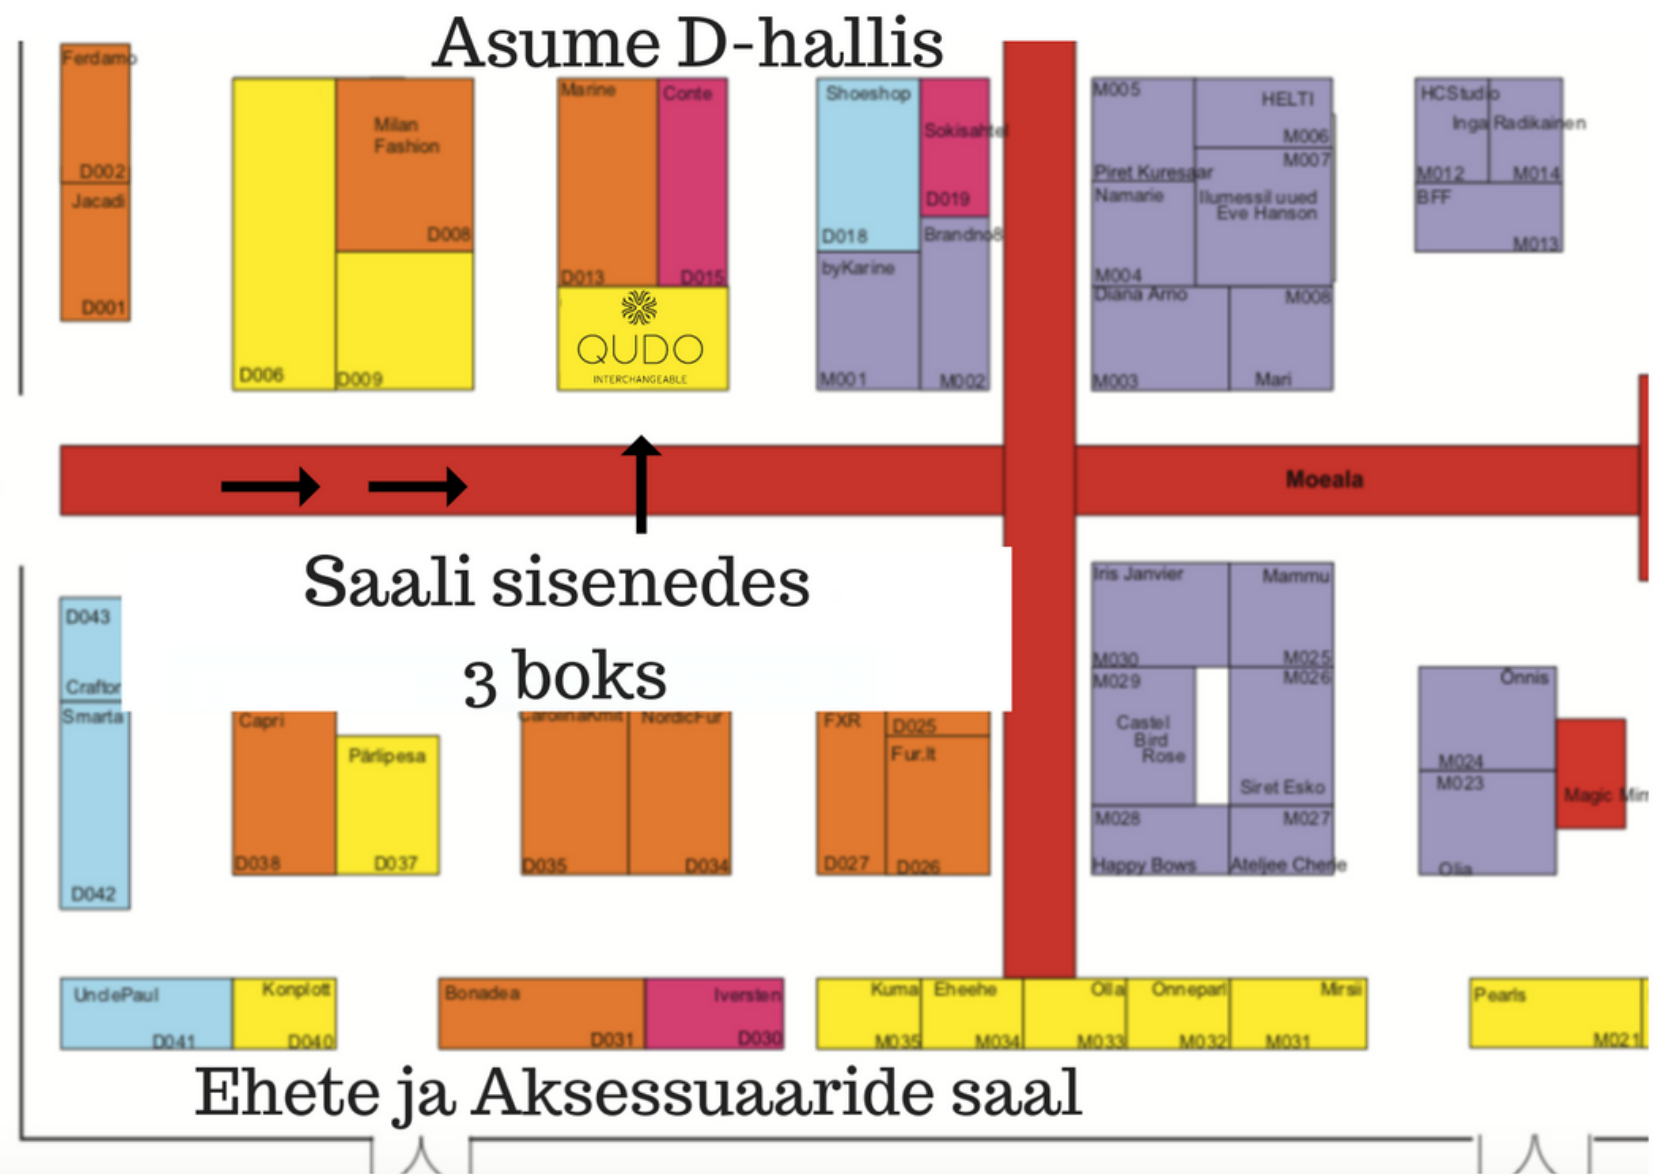 Asume D-hallis
Ferdamo
D002
Jacadi
D001
Milan
Fashion
D008
D006
D009
Marine
Conte
D013
D015
QUDO
INTERCHANGEABLE
Shoeshop
Sokisahtel
D019
D018
Brandno8
byKarine
M001
M002
M005
HELTI
M006
M007
Piret Kuresaar
Namarie
Ilumessil uued
Eve Hanson
M004
Diana Arno
M008
M003
Mari
HCStudio
Inga Radikainen
M012
M014
BFF
M013
Moeala
Saali sisenedes
3 boks
D043
Craftor
Smarta
D042
Capri
D038
Pärlipesa
D037
CarolinaKmit
NordicFur
D035
D034
FXR
D025
Fur.lt
D027
D026
Iris Janvier
Mammu
M030
M025
M029
M026
Castel
Bird
Rose
Siret Esko
M028
M027
Happy Bows
Ateljee Cherie
Õnnis
M024
M023
Olia
Magic Mirr
UnclePaul
D041
Konplott
D040
Bonadea
D031
Iversten
D030
Kuma
M035
Eheehe
M034
Olla
M033
Onneparl
M032
Mirsii
M031
Pearls
M021
Ehete ja Aksessuaaride saal